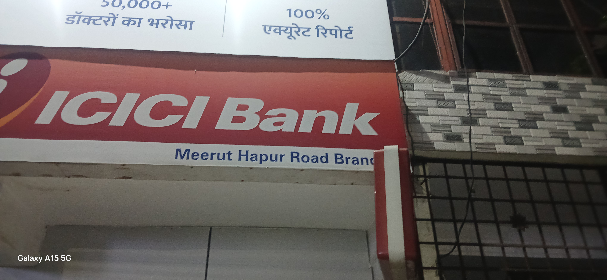 50,000+
डॉक्टरों का भरोसा
100%
एक्यूरेट रिपोर्ट
ICICI Bank
Meerut Hapur Road Branc
Galaxy A15 5G